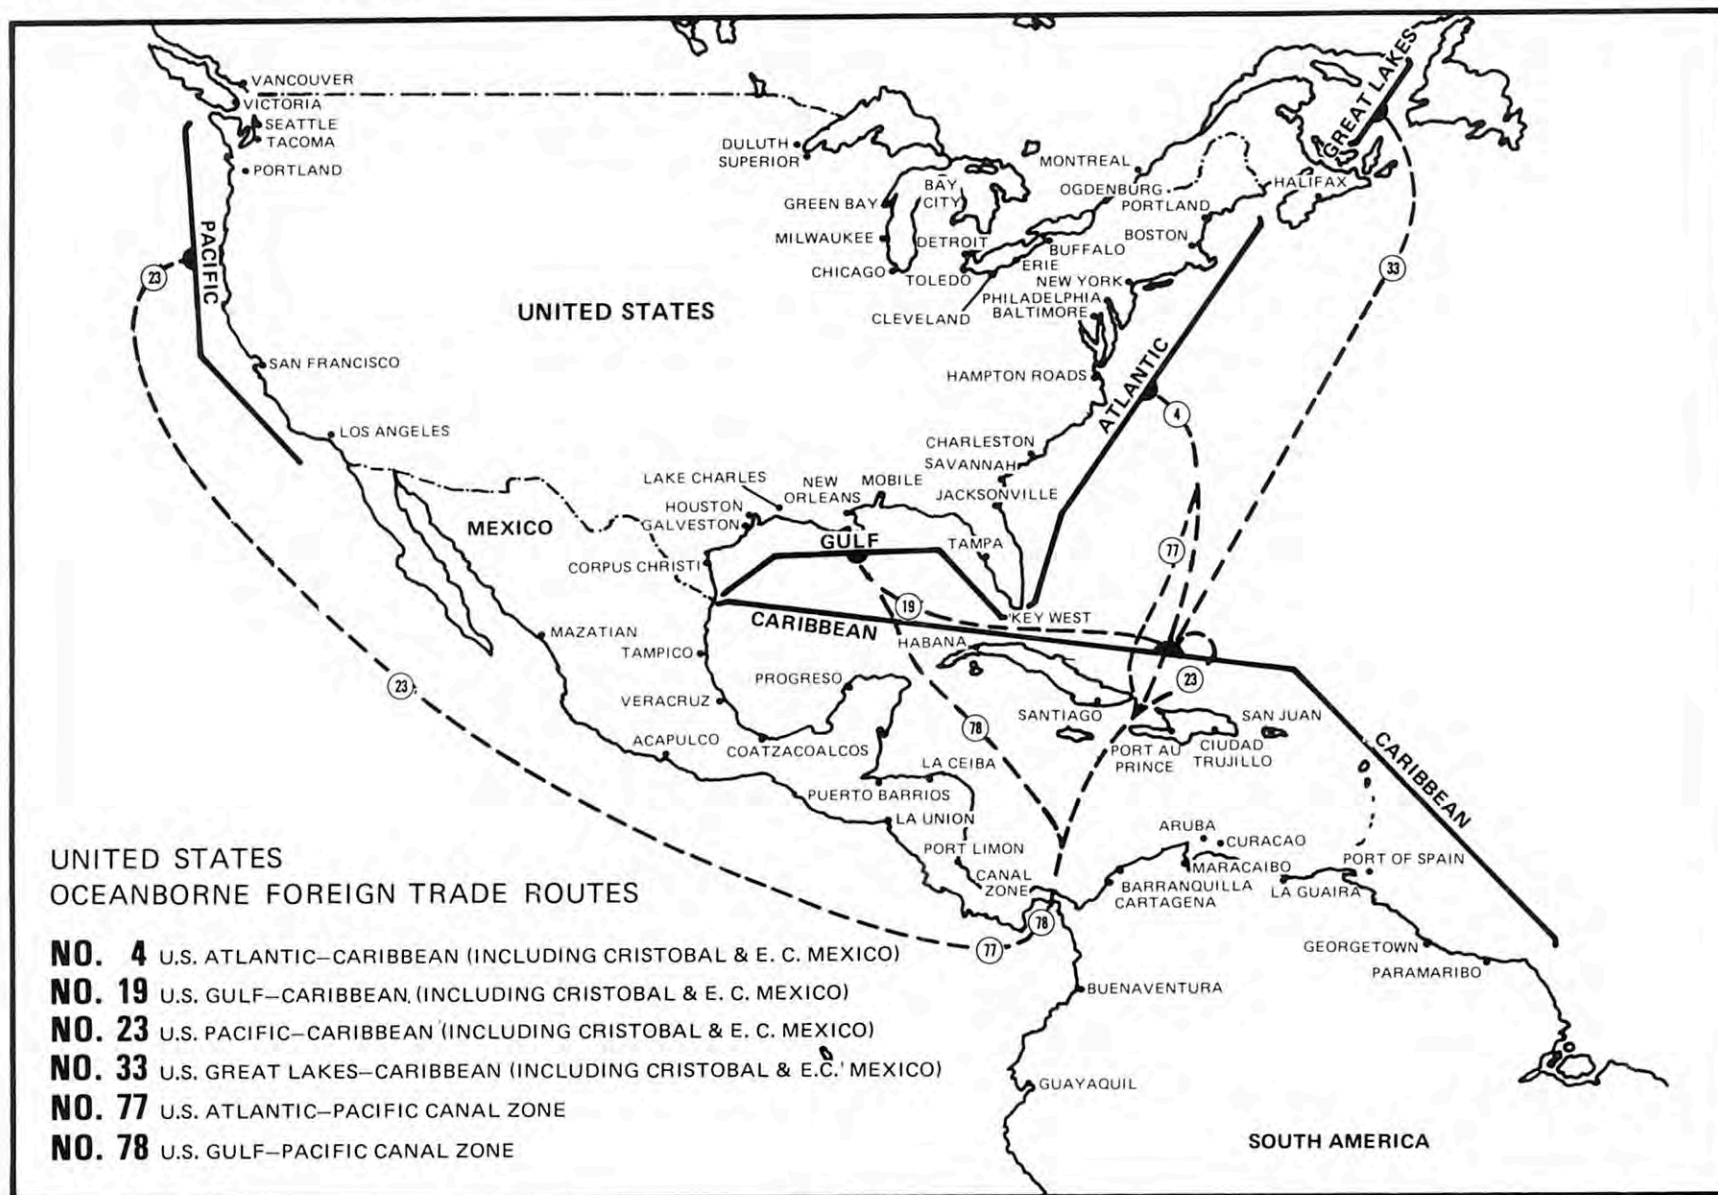 VANCOUVER
VICTORIA
SEATTLE
TACOMA
PORTLAND
PACIFIC
23
SAN FRANCISCO
LOS ANGELES
UNITED STATES
DULUTH
SUPERIOR
GREEN BAY
MILWAUKEE
CHICAGO
BAY
CITY
DETROIT
TOLEDO
CLEVELAND
ERIE
BUFFALO
MONTREAL
OGDENBURG
PORTLAND
BOSTON
NEW YORK
PHILADELPHIA
BALTIMORE
HAMPTON ROADS
CHARLESTON
SAVANNAH
JACKSONVILLE
HALIFAX
GREAT LAKES
33
ATLANTIC
4
77
MEXICO
LAKE CHARLES
HOUSTON
GALVESTON
CORPUS CHRISTI
NEW
ORLEANS
MOBILE
GULF
TAMPA
KEY WEST
19
CARIBBEAN
HABANA
23
MAZATIAN
TAMPICO
VERACRUZ
PROGRESO
COATZACOALCOS
ACAPULCO
23
78
SANTIAGO
PORT AU
PRINCE
CIUDAD
TRUJILLO
SAN JUAN
CARIBBEAN
LA CEIBA
PUERTO BARRIOS
LA UNION
PORT LIMON
CANAL
ZONE
78
77
ARUBA
CURACAO
MARACAIBO
BARRANQUILLA
CARTAGENA
LA GUAIRA
PORT OF SPAIN
GEORGETOWN
PARAMARIBO
BUENAVENTURA
GUAYAQUIL
SOUTH AMERICA
UNITED STATES
OCEANBORNE FOREIGN TRADE ROUTES
NO. 4 U.S. ATLANTIC–CARIBBEAN (INCLUDING CRISTOBAL & E. C. MEXICO)
NO. 19 U.S. GULF–CARIBBEAN, (INCLUDING CRISTOBAL & E. C. MEXICO)
NO. 23 U.S. PACIFIC–CARIBBEAN (INCLUDING CRISTOBAL & E. C. MEXICO)
NO. 33 U.S. GREAT LAKES–CARIBBEAN (INCLUDING CRISTOBAL & E.C. MEXICO)
NO. 77 U.S. ATLANTIC–PACIFIC CANAL ZONE
NO. 78 U.S. GULF–PACIFIC CANAL ZONE